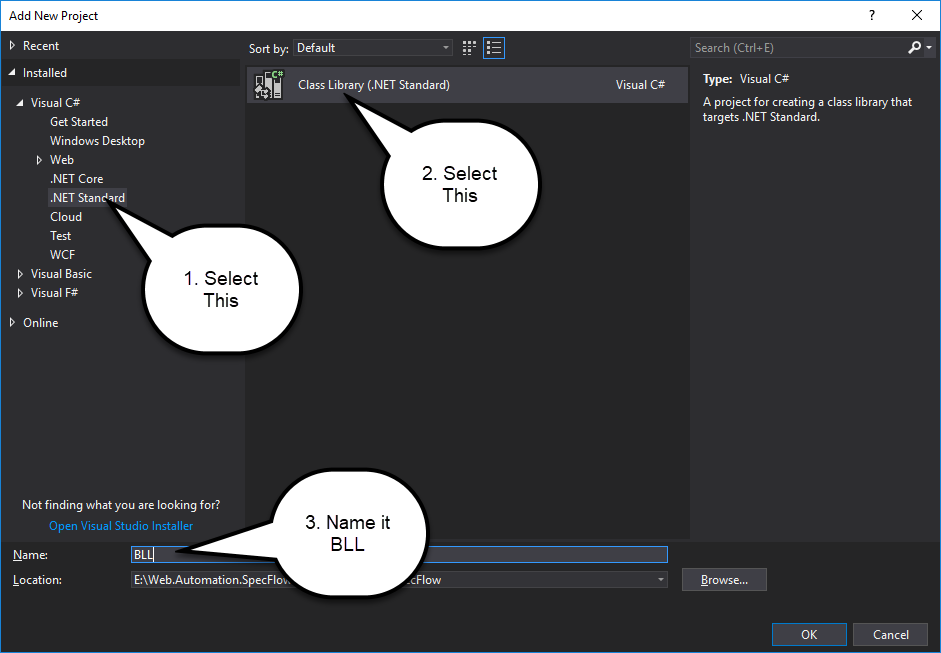 Add New Project
?
Recent
Sort by: Default
Search (Ctrl+E)
Installed
Visual C#
Get Started
Windows Desktop
Web
.NET Core
.NET Standard
Cloud
Test
WCF
Visual Basic
Visual F#
Online
C#
Class Library (.NET Standard) Visual C#
Type: Visual C#
A project for creating a class library that
targets .NET Standard.
2. Select
This
1. Select
This
Not finding what you are looking for?
Open Visual Studio Installer
3. Name it
BLL
Name: BLL
Location: E:\Web.Automation.SpecFlow
Browse...
OK Cancel